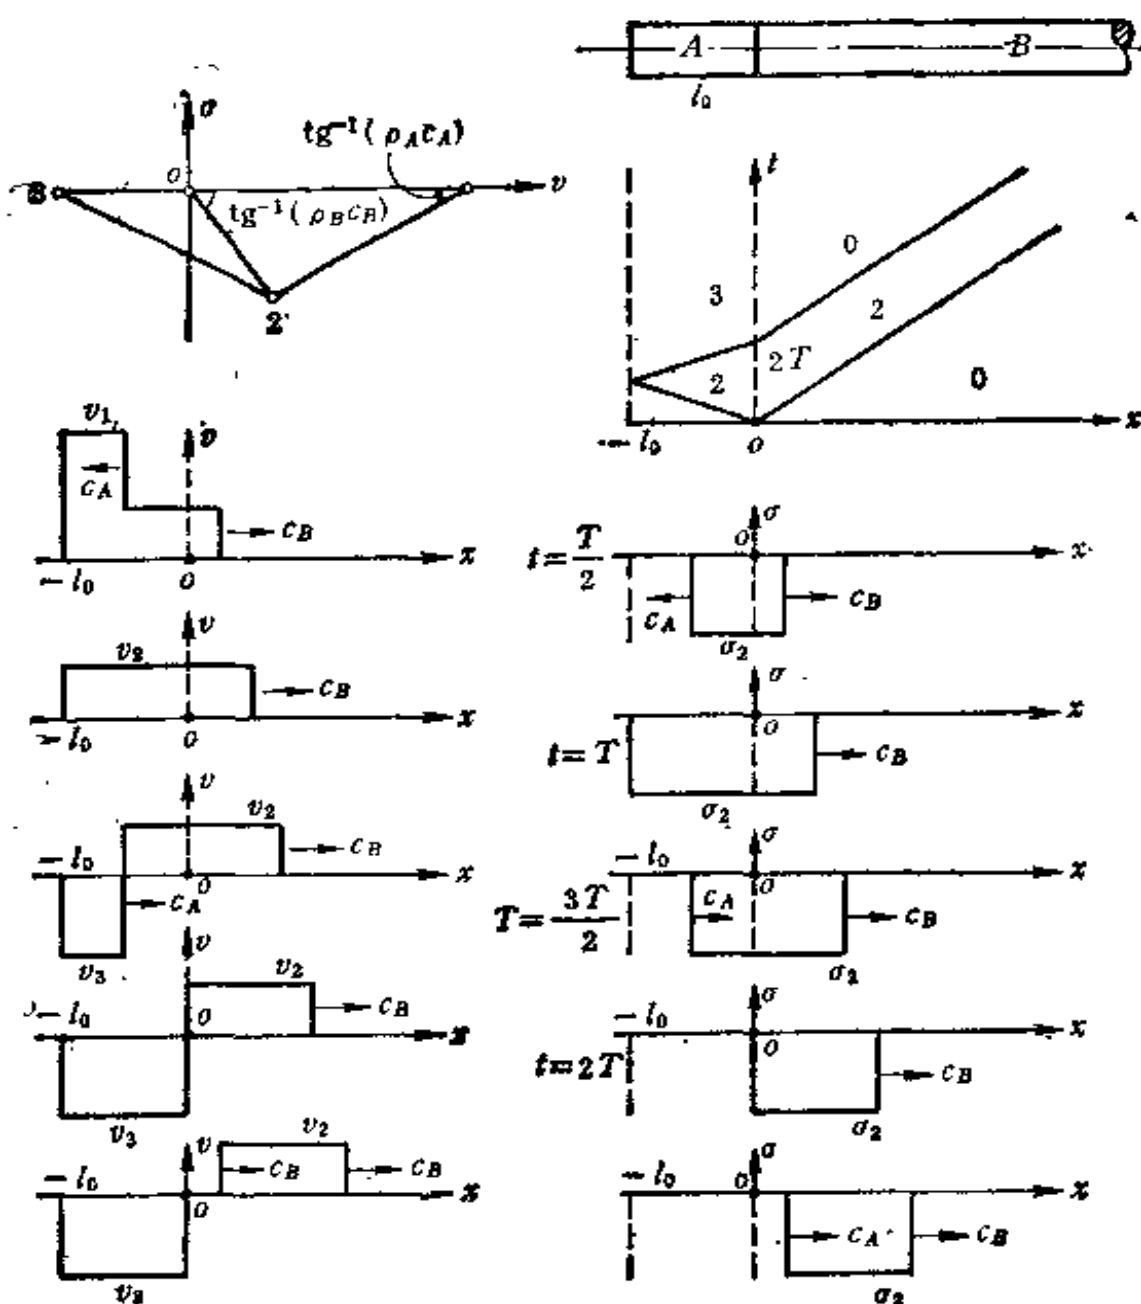 A B
l₀
σ
tg⁻¹(ρ_A c_A)
o
v
3
tg⁻¹(ρ_B c_B)
2
t
0
3
2
2T
2
0
-l₀
o
x
v₁
v
c_A
c_B
-l₀
o
x
t=T/2
σ
o
x
c_A
c_B
σ₂
v
v₂
c_B
-l₀
o
x
t=T
σ
o
x
c_B
σ₂
v
v₂
-l₀
c_B
o
x
c_A
v₃
T=3T/2
-l₀
σ
o
x
c_A
c_B
σ₂
v
v₂
-l₀
o
c_B
x
v₃
t=2T
-l₀
σ
o
x
c_B
σ₂
v
v₂
-l₀
c_B
c_B
o
x
v₃
-l₀
σ
o
x
c_A
c_B
σ₂